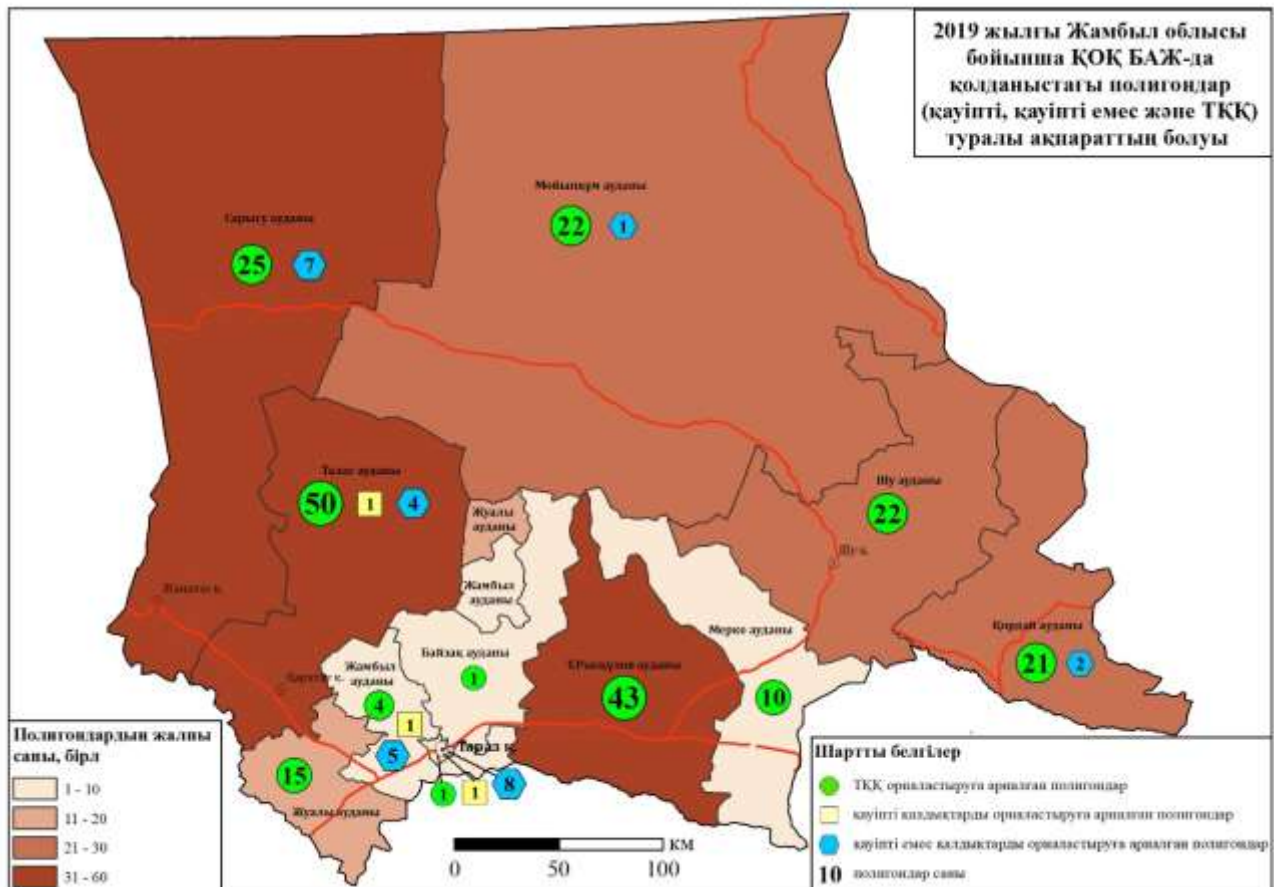 2019 жылғы Жамбыл облысы
бойынша ҚОҚ БАЖ-да
қолданыстағы полигондар
(қауіпті, қауіпті емес және ТҚҚ)
туралы ақпараттың болуы
Мойынқұм ауданы
22
1
Сарысу ауданы
25
7
Талас ауданы
50
1
4
Шу ауданы
22
Шу қ.
Жуалы
ауданы
Жамбыл
ауданы
Жаңатас қ.
Қаратау қ.
Байзақ ауданы
1
Жамбыл
ауданы
4
1
5
Т.Рысқұлов ауданы
43
Мерке ауданы
10
Қордай ауданы
21
2
Тараз қ.
1
1
8
15
Жуалы ауданы
Полигондардың жалпы
саны, бірл
1 - 10
11 - 20
21 - 30
31 - 60
0 50 100 КМ
Шартты белгілер
ТҚҚ орналастыруға арналған полигондар
қауіпті қалдықтарды орналастыруға арналған полигондар
қауіпті емес қалдықтарды орналастыруға арналған полигондар
10 полигондар саны